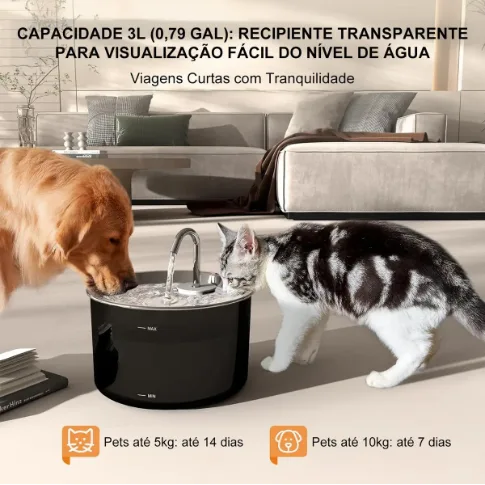 CAPACIDADE 3L (0,79 GAL): RECIPIENTE TRANSPARENTE
PARA VISUALIZAÇÃO FÁCIL DO NÍVEL DE ÁGUA
Viagens Curtas com Tranquilidade
MAX
MIN
Pets até 5kg: até 14 dias
Pets até 10kg: até 7 dias